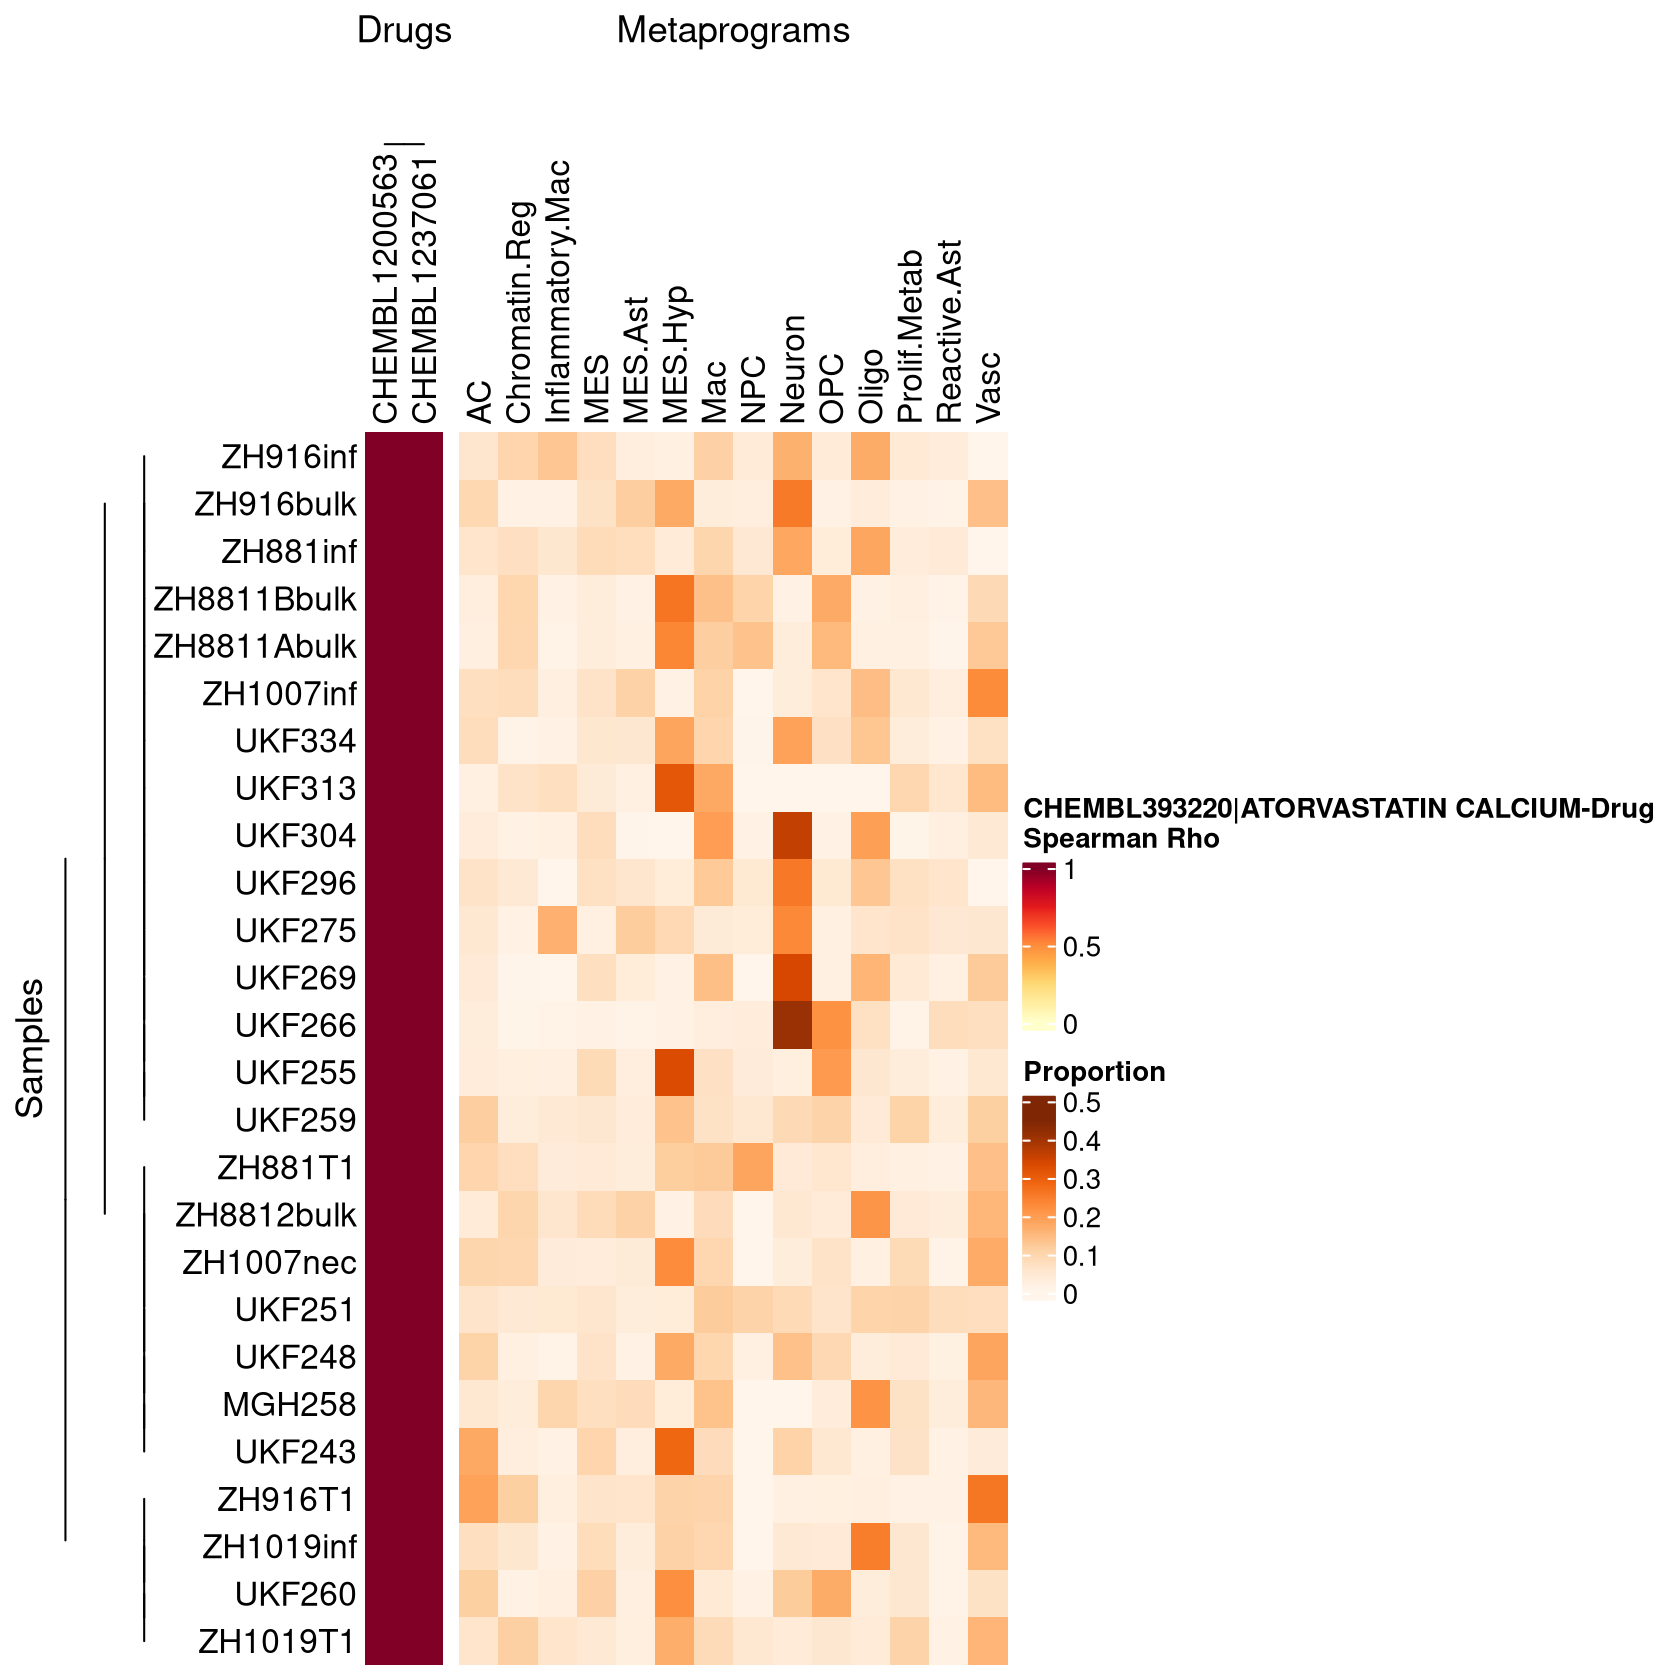 Drugs
Metaprograms
CHEMBL1200563
CHEMBL1237061
AC
Chromatin.Reg
Inflammatory.Mac
MES
MES.Ast
MES.Hyp
Mac
NPC
Neuron
OPC
Oligo
Prolif.Metab
Reactive.Ast
Vasc
Samples
ZH916inf
ZH916bulk
ZH881inf
ZH8811Bbulk
ZH8811Abulk
ZH1007inf
UKF334
UKF313
UKF304
UKF296
UKF275
UKF269
UKF266
UKF255
UKF259
ZH881T1
ZH8812bulk
ZH1007nec
UKF251
UKF248
MGH258
UKF243
ZH916T1
ZH1019inf
UKF260
ZH1019T1
CHEMBL393220|ATORVASTATIN CALCIUM-Drug
Spearman Rho
1
0.5
0
Proportion
0.5
0.4
0.3
0.2
0.1
0